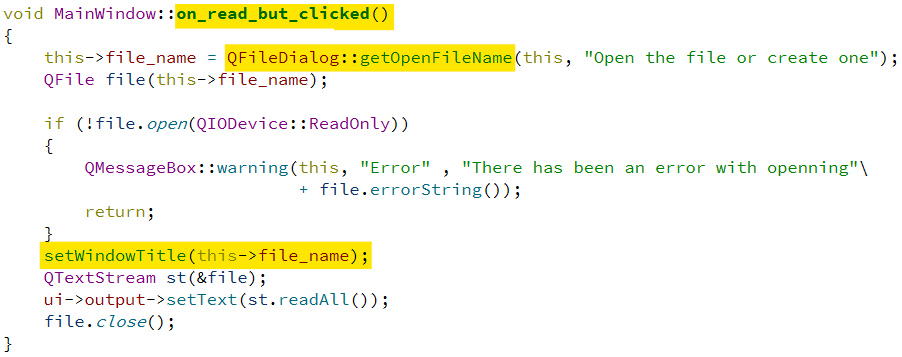 void MainWindow::on_read_but_clicked()
{
    this->file_name = QFileDialog::getOpenFileName(this, "Open the file or create one");
    QFile file(this->file_name);

    if (!file.open(QIODevice::ReadOnly))
    {
        QMessageBox::warning(this, "Error" , "There has been an error with openning"\
                             + file.errorString());
        return;
    }
    setWindowTitle(this->file_name);
    QTextStream st(&file);
    ui->output->setText(st.readAll());
    file.close();
}